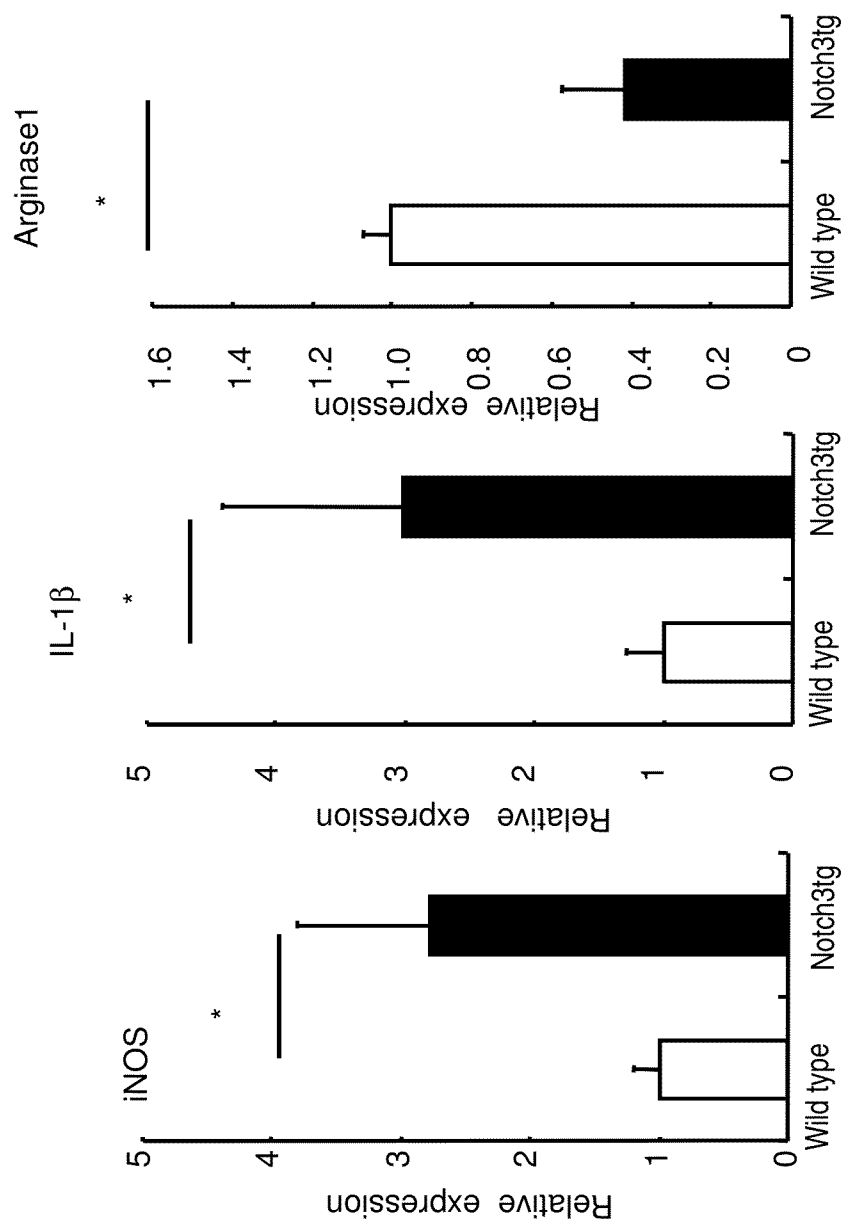 iNOS
*
Relative expression
5
4
3
2
1
0
Wild type
Notch3tg
IL-1β
*
Relative expression
5
4
3
2
1
0
Wild type
Notch3tg
Arginase1
*
Relative expression
1.6
1.4
1.2
1.0
0.8
0.6
0.4
0.2
0
Wild type
Notch3tg